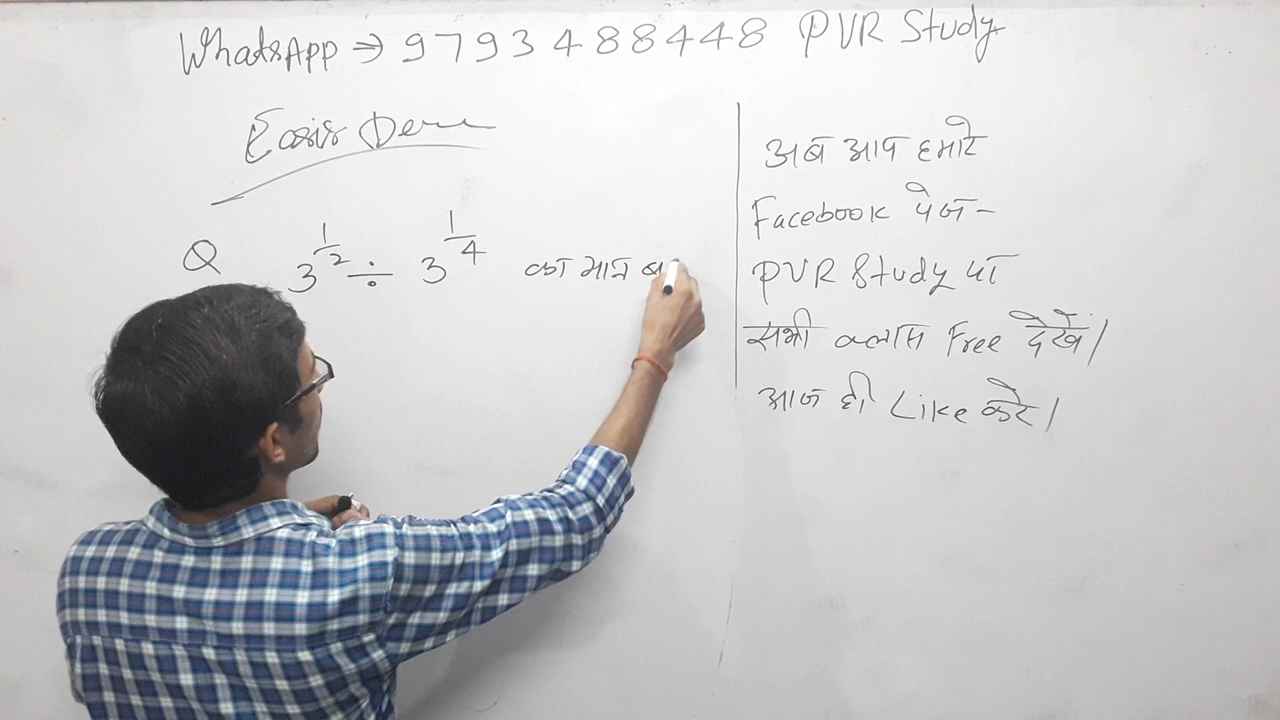 WhatsApp ⇒ 9793488448 PVR Study
Q 3^1/2 ÷ 3^1/4 का मान ब
अब आप हमारे
Facebook पेज -
PVR Study पर
सभी क्लास Free देखें।
आज ही Like करें।